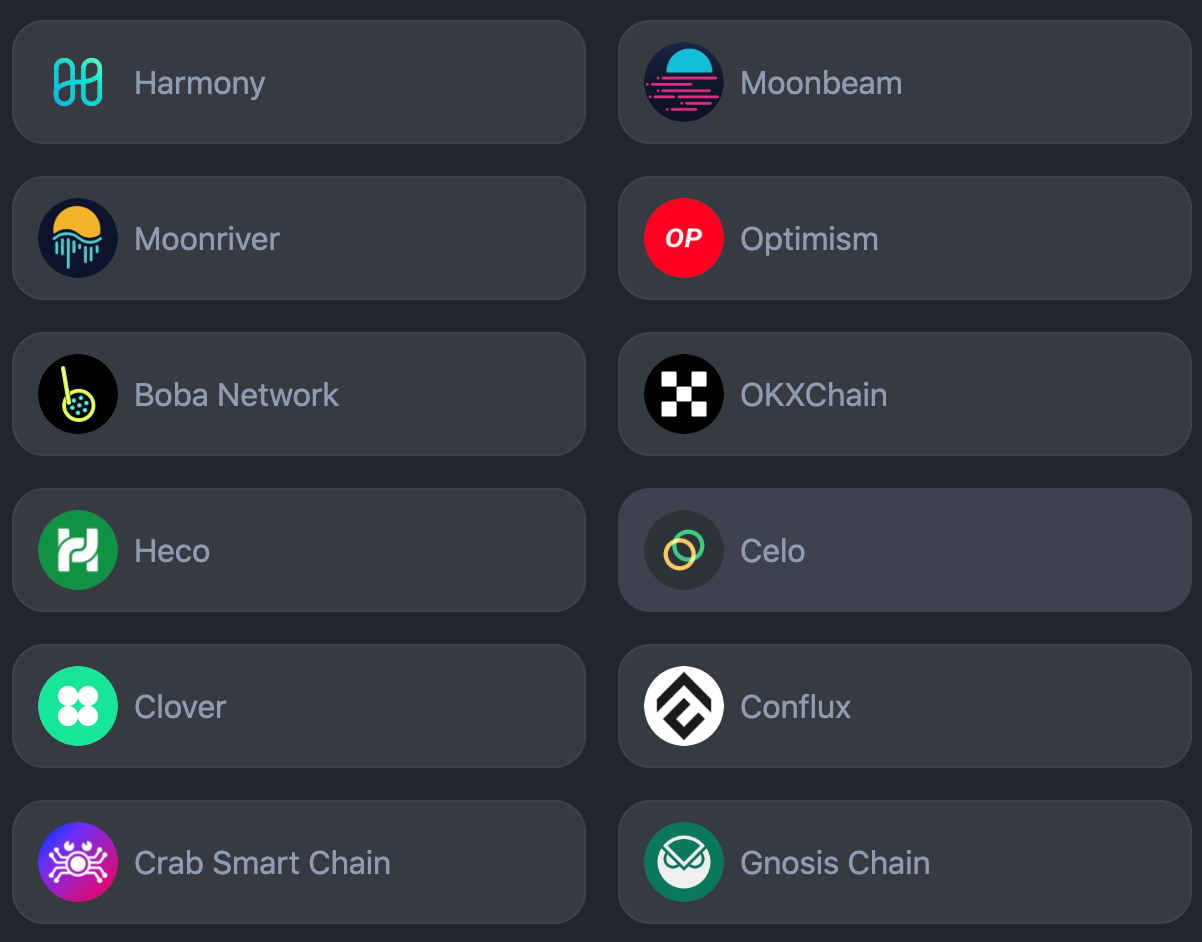 Harmony
Moonbeam
Moonriver
OP
Optimism
Boba Network
OKXChain
Heco
Celo
Clover
Conflux
Crab Smart Chain
Gnosis Chain